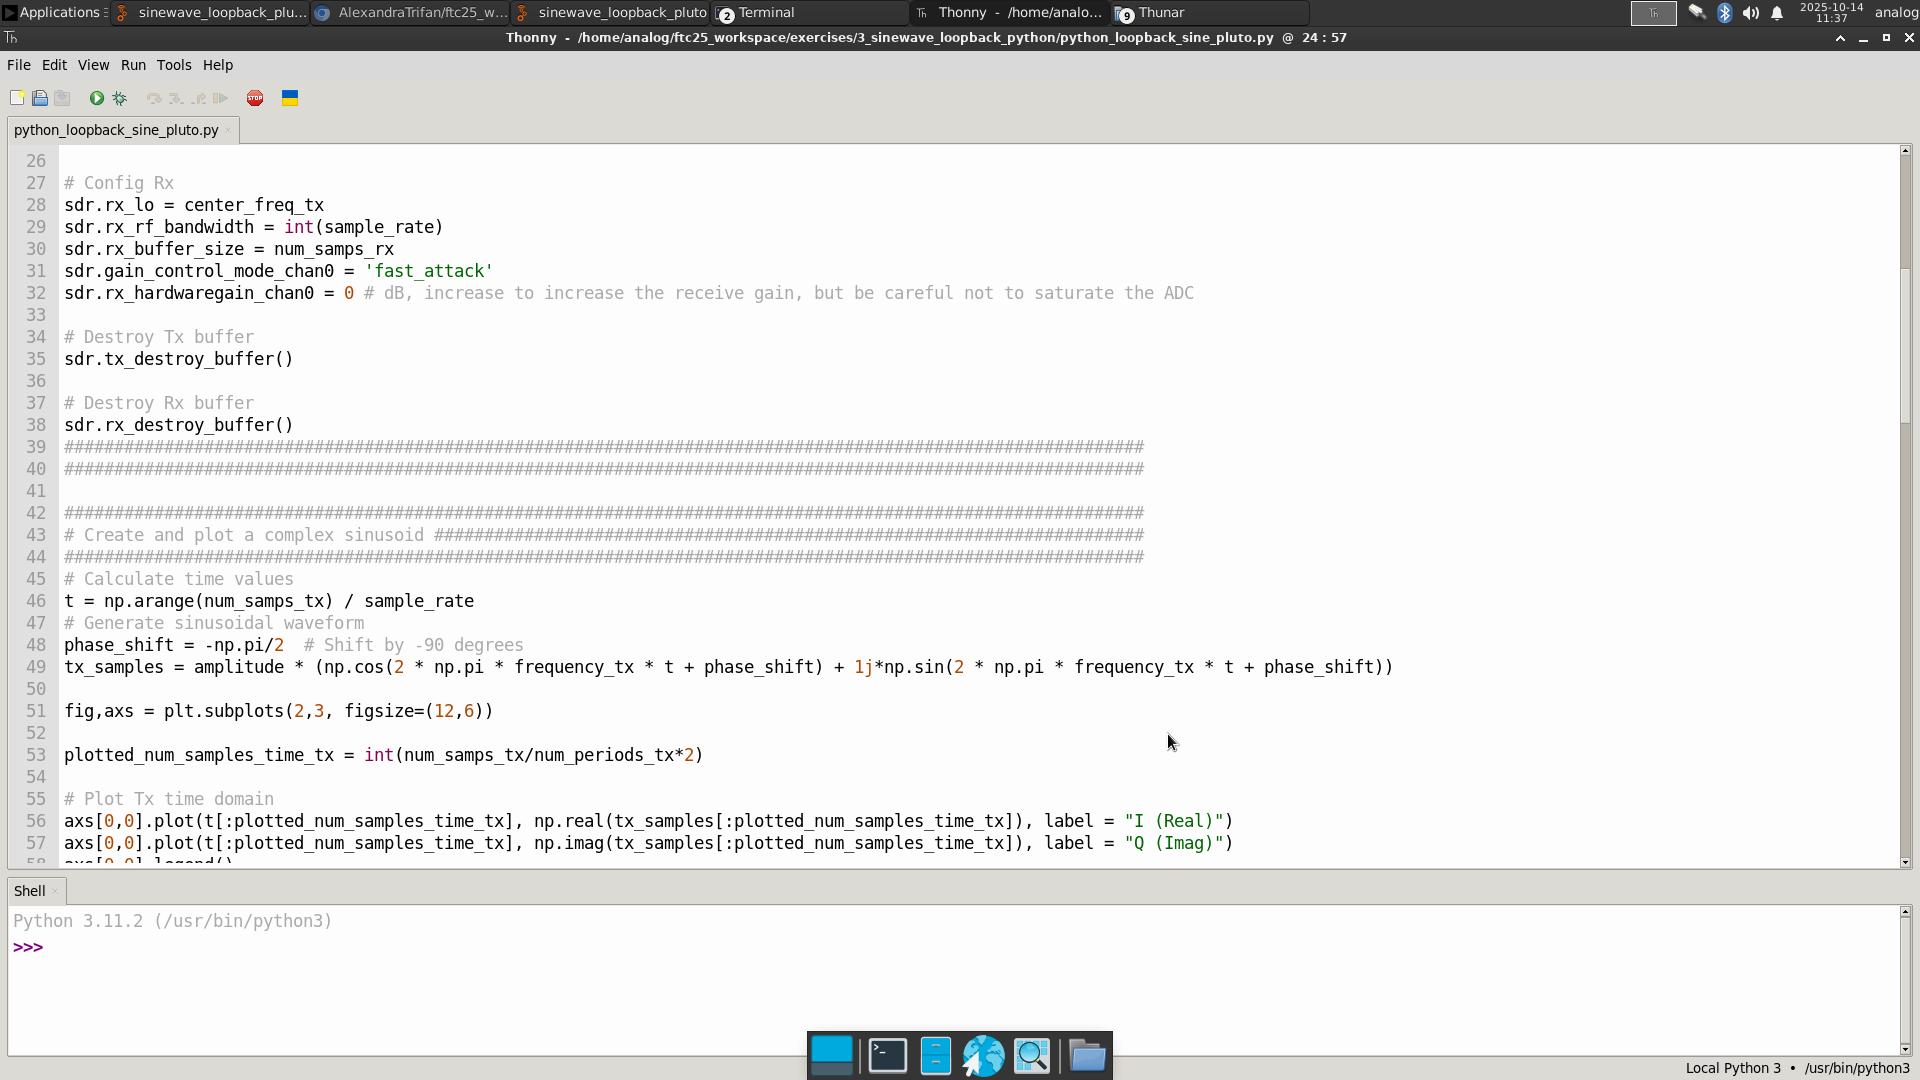 Applications
sinewave_loopback_plu...
AlexandraTrifan/ftc25_w...
sinewave_loopback_pluto
2
Terminal
Thonny - /home/analo...
9
Thunar
2025-10-14
11:37
analog
Thonny - /home/analog/ftc25_workspace/exercises/3_sinewave_loopback_python/python_loopback_sine_pluto.py @ 24 : 57
File Edit View Run Tools Help
STOP
python_loopback_sine_pluto.py
26
27 # Config Rx
28 sdr.rx_lo = center_freq_tx
29 sdr.rx_rf_bandwidth = int(sample_rate)
30 sdr.rx_buffer_size = num_samps_rx
31 sdr.gain_control_mode_chan0 = 'fast_attack'
32 sdr.rx_hardwaregain_chan0 = 0 # dB, increase to increase the receive gain, but be careful not to saturate the ADC
33
34 # Destroy Tx buffer
35 sdr.tx_destroy_buffer()
36
37 # Destroy Rx buffer
38 sdr.rx_destroy_buffer()
39 ############################################################################################################
40 ############################################################################################################
41
42 ############################################################################################################
43 # Create and plot a complex sinusoid #######################################################################
44 ############################################################################################################
45 # Calculate time values
46 t = np.arange(num_samps_tx) / sample_rate
47 # Generate sinusoidal waveform
48 phase_shift = -np.pi/2  # Shift by -90 degrees
49 tx_samples = amplitude * (np.cos(2 * np.pi * frequency_tx * t + phase_shift) + 1j*np.sin(2 * np.pi * frequency_tx * t + phase_shift))
50
51 fig,axs = plt.subplots(2,3, figsize=(12,6))
52
53 plotted_num_samples_time_tx = int(num_samps_tx/num_periods_tx*2)
54
55 # Plot Tx time domain
56 axs[0,0].plot(t[:plotted_num_samples_time_tx], np.real(tx_samples[:plotted_num_samples_time_tx]), label = "I (Real)")
57 axs[0,0].plot(t[:plotted_num_samples_time_tx], np.imag(tx_samples[:plotted_num_samples_time_tx]), label = "Q (Imag)")
58 axs[0,0].legend()
Shell
Python 3.11.2 (/usr/bin/python3)
>>>
Local Python 3 • /usr/bin/python3